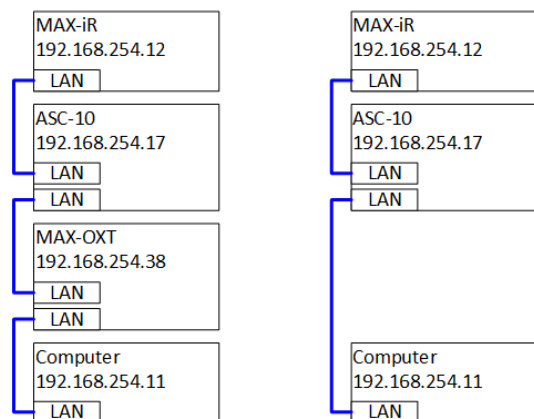 MAX-iR
192.168.254.12
LAN
ASC-10
192.168.254.17
LAN
LAN
MAX-OXT
192.168.254.38
LAN
LAN
Computer
192.168.254.11
LAN
MAX-iR
192.168.254.12
LAN
ASC-10
192.168.254.17
LAN
LAN
Computer
192.168.254.11
LAN